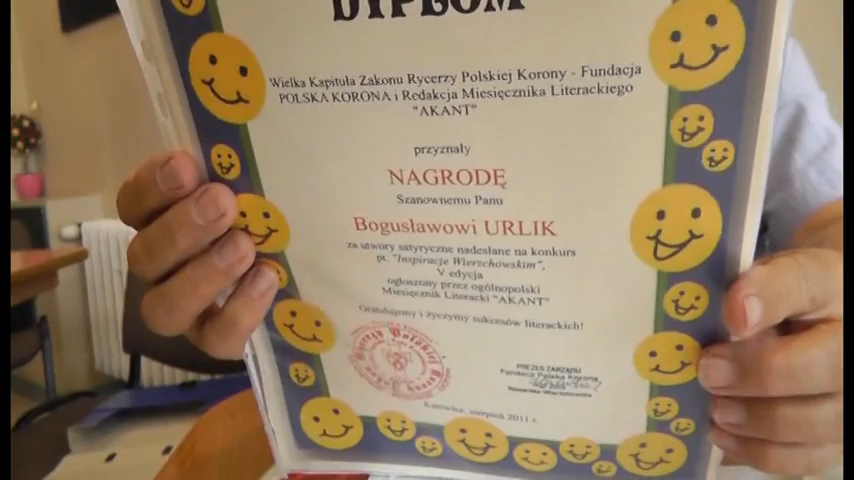 DYPLOM
Wielka Kapituła Zakonu Rycerzy Polskiej Korony - Fundacja
POLSKA KORONA i Redakcja Miesięcznika Literackiego
"AKANT"
przyznały
NAGRODĘ
Szanownemu Panu
Bogusławowi URLIK
za utwory satyryczne nadesłane na konkurs
pt. "Inspiracje Wierzchowskim",
V edycja
ogłoszony przez ogólnopolski
Miesięcznik Literacki "AKANT"
Gratulujemy i życzymy sukcesów literackich!
PREZES ZARZĄDU
Fundacji Polska Korona
Katowice, sierpień 2011 r.